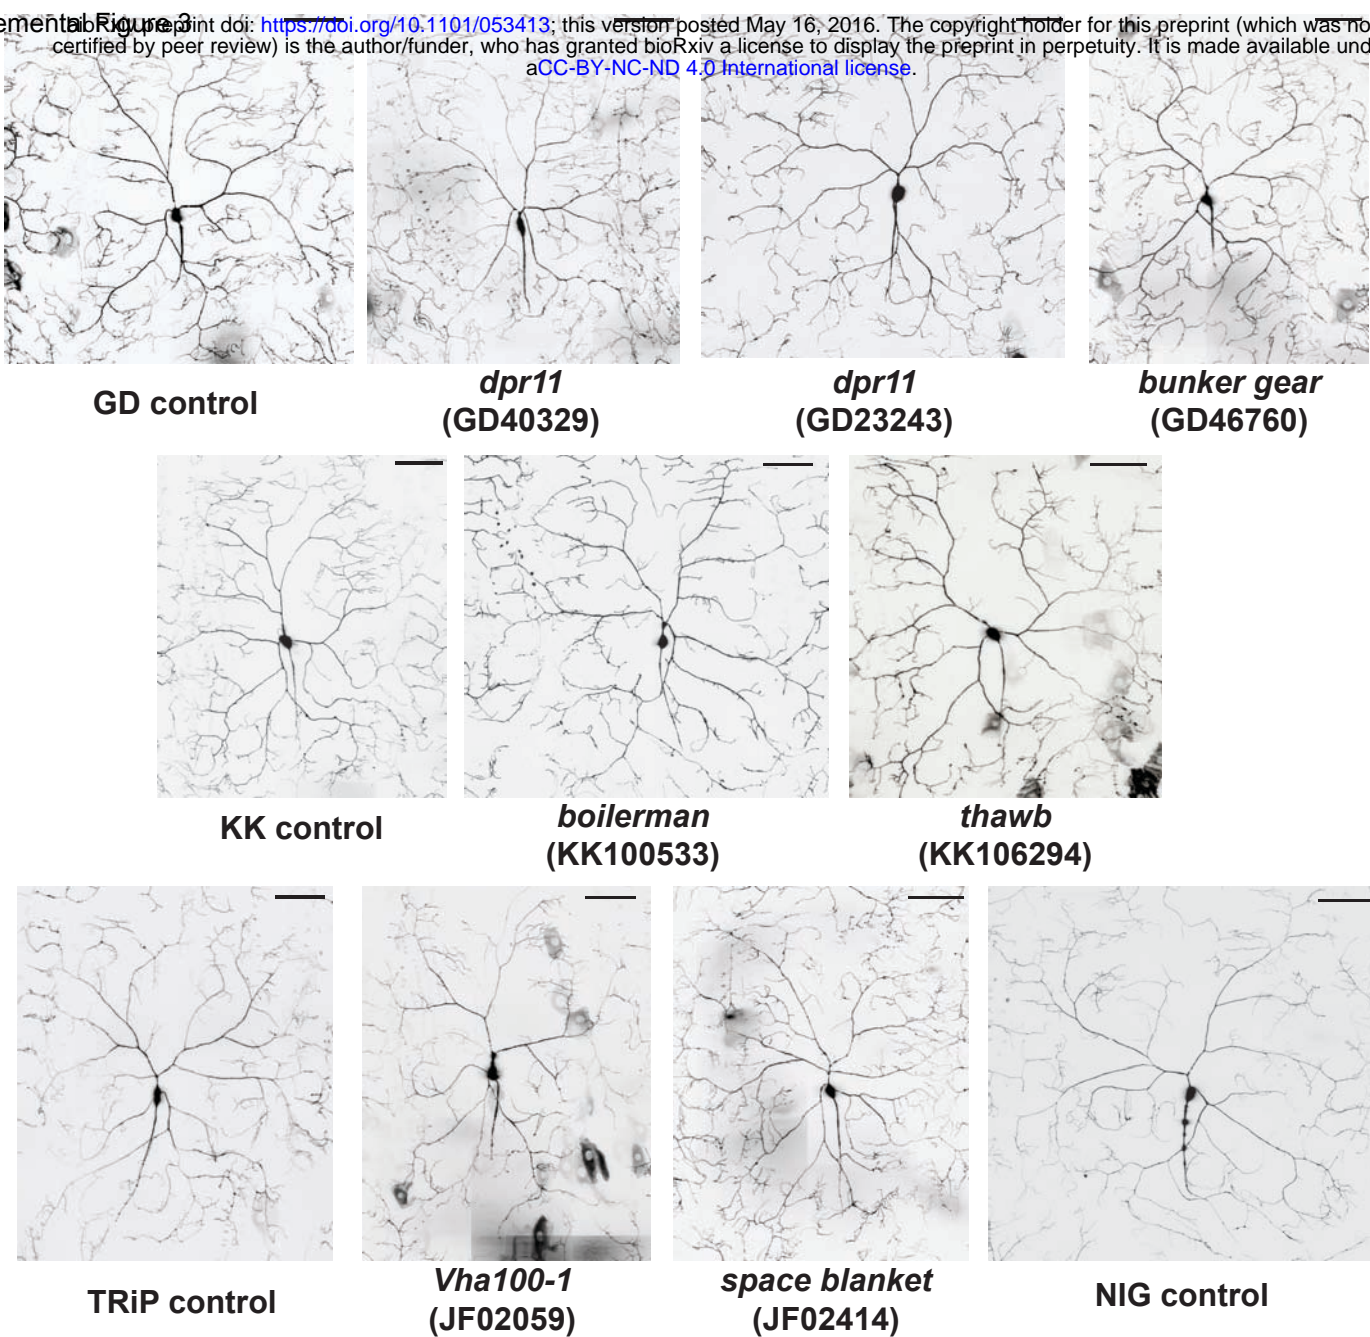 emental Figure 3
bioRxiv preprint doi: https://doi.org/10.1101/053413; this version posted May 16, 2016. The copyright holder for this preprint (which was no
certified by peer review) is the author/funder, who has granted bioRxiv a license to display the preprint in perpetuity. It is made available und
aCC-BY-NC-ND 4.0 International license.
GD control
dpr11
(GD40329)
dpr11
(GD23243)
bunker gear
(GD46760)
KK control
boilerman
(KK100533)
thawb
(KK106294)
TRiP control
Vha100-1
(JF02059)
space blanket
(JF02414)
NIG control